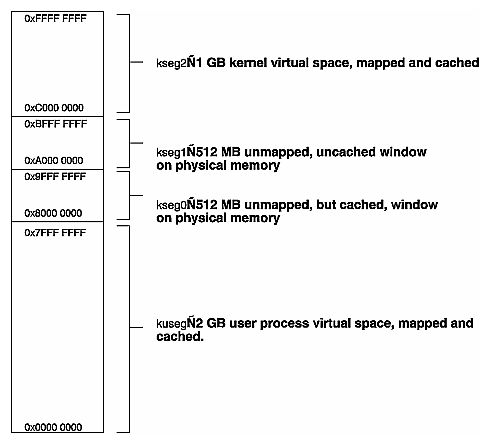 0xFFFF FFFF
kseg2Ñ1 GB kernel virtual space, mapped and cached
0xC000 0000
0xBFFF FFFF
kseg1Ñ512 MB unmapped, uncached window
on physical memory
0xA000 0000
0x9FFF FFFF
kseg0Ñ512 MB unmapped, but cached, window
on physical memory
0x8000 0000
0x7FFF FFFF
kusegÑ2 GB user process virtual space, mapped and
cached.
0x0000 0000